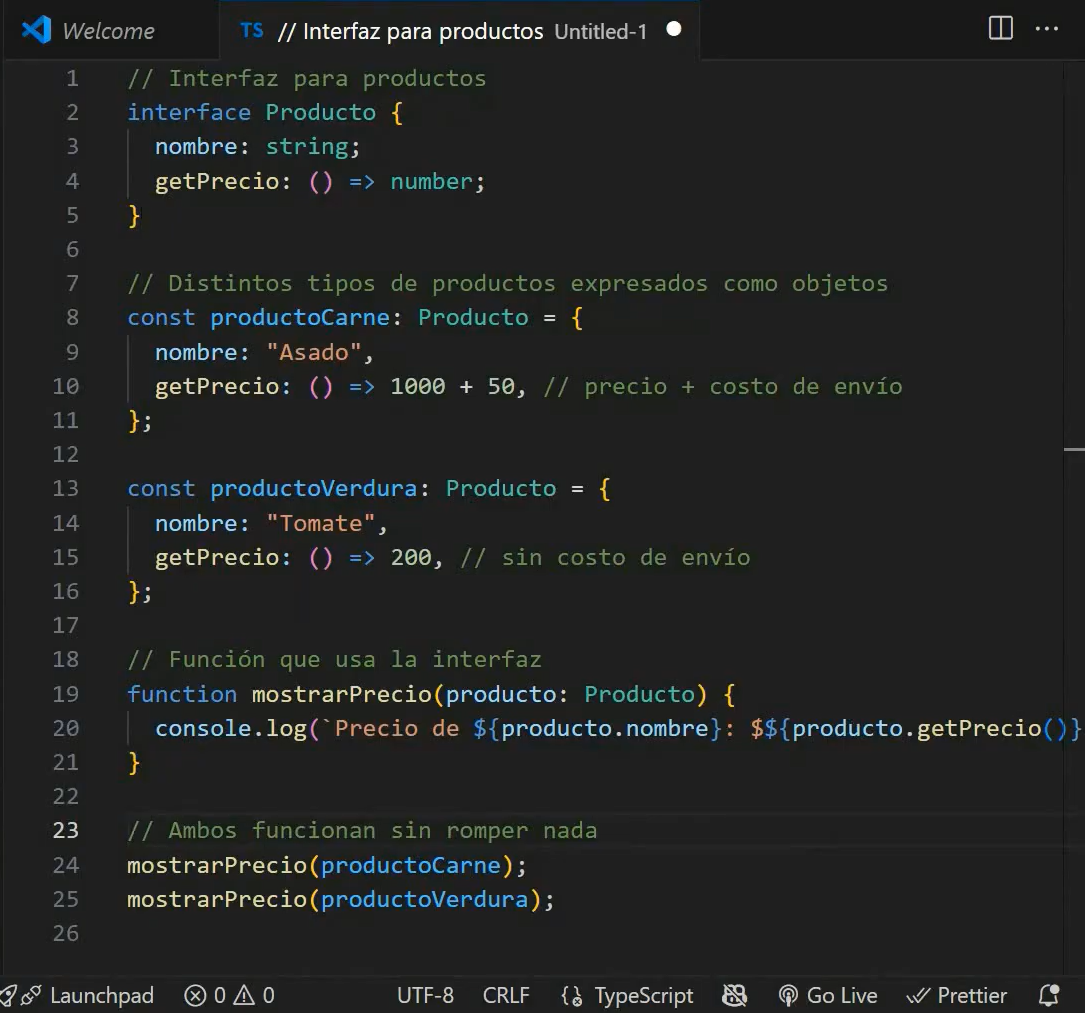 Welcome
TS // Interfaz para productos Untitled-1
1 // Interfaz para productos
2 interface Producto {
3 nombre: string;
4 getPrecio: () => number;
5 }
6
7 // Distintos tipos de productos expresados como objetos
8 const productoCarne: Producto = {
9 nombre: "Asado",
10 getPrecio: () => 1000 + 50, // precio + costo de envío
11 };
12
13 const productoVerdura: Producto = {
14 nombre: "Tomate",
15 getPrecio: () => 200, // sin costo de envío
16 };
17
18 // Función que usa la interfaz
19 function mostrarPrecio(producto: Producto) {
20 console.log(`Precio de ${producto.nombre}: $${producto.getPrecio()}
21 }
22
23 // Ambos funcionan sin romper nada
24 mostrarPrecio(productoCarne);
25 mostrarPrecio(productoVerdura);
26
Launchpad 0 0 UTF-8 CRLF TypeScript Go Live Prettier